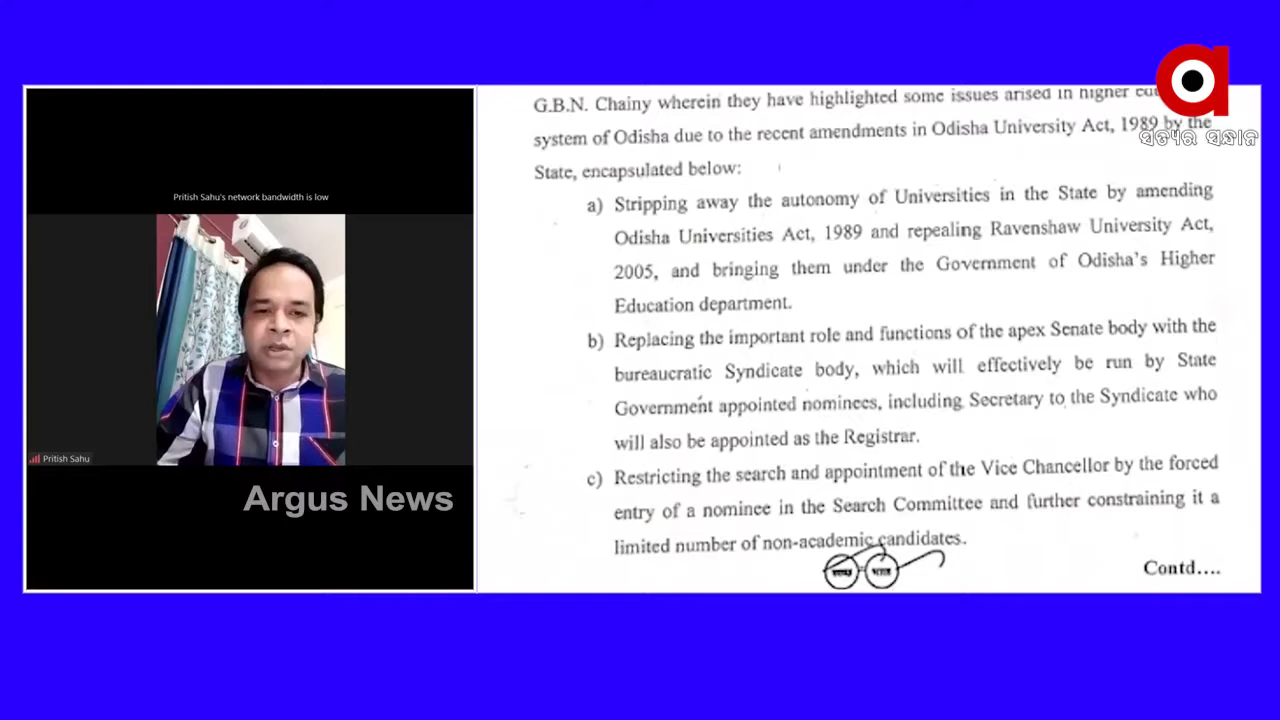 ସତ୍ୟର ସନ୍ଧାନ
Pritish Sahu's network bandwidth is low
Pritish Sahu
Argus News
G.B.N. Chainy wherein they have highlighted some issues arised in higher
system of Odisha due to the recent amendments in Odisha University Act, 1989 by the
State, encapsulated below:
a) Stripping away the autonomy of Universities in the State by amending
Odisha Universities Act, 1989 and repealing Ravenshaw University Act,
2005, and bringing them under the Government of Odisha's Higher
Education department.
b) Replacing the important role and functions of the apex Senate body with the
bureaucratic Syndicate body, which will effectively be run by State
Government appointed nominees, including Secretary to the Syndicate who
will also be appointed as the Registrar.
c) Restricting the search and appointment of the Vice Chancellor by the forced
entry of a nominee in the Search Committee and further constraining it a
limited number of non-academic candidates.
Contd....